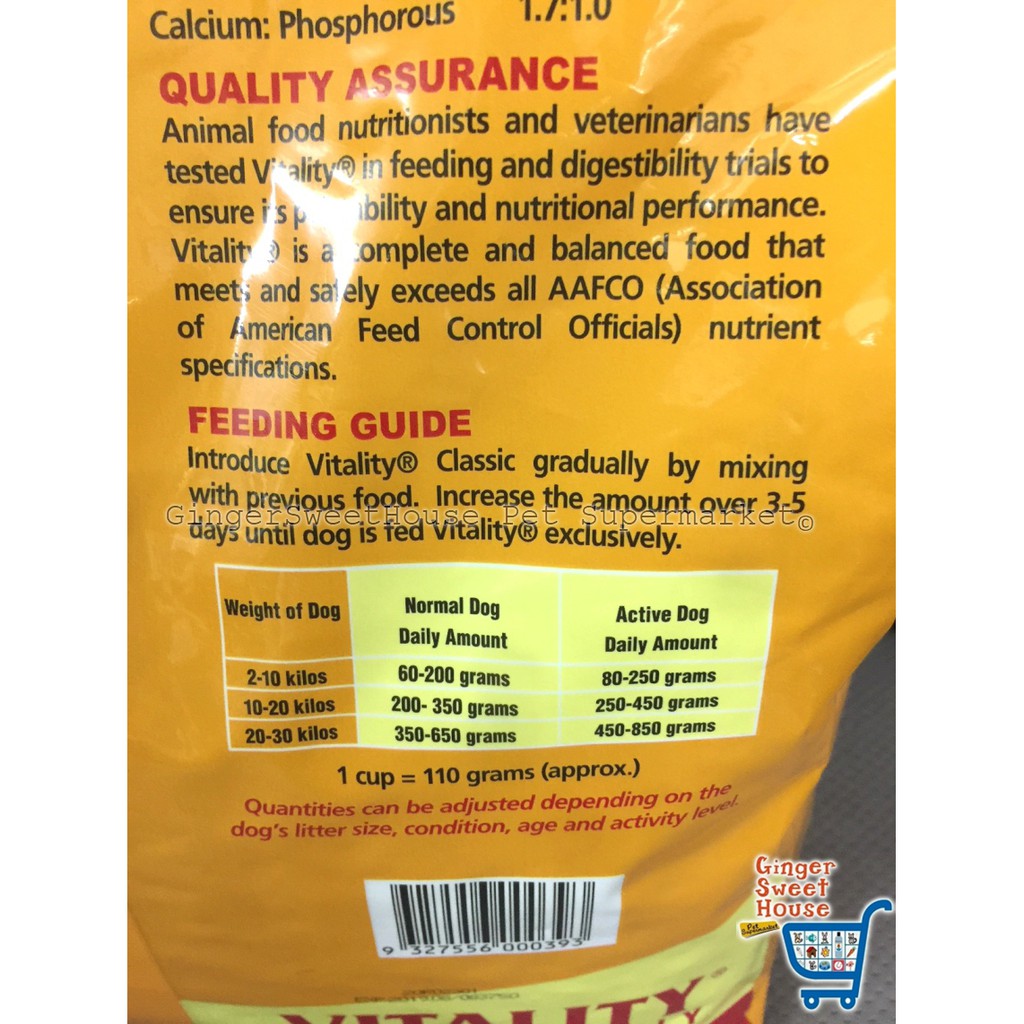 Calcium: Phosphorous 1.7:1.0
QUALITY ASSURANCE
Animal food nutritionists and veterinarians have
tested Vitality® in feeding and digestibility trials to
ensure its palatability and nutritional performance.
Vitality® is a complete and balanced food that
meets and safely exceeds all AAFCO (Association
of American Feed Control Officials) nutrient
specifications.
FEEDING GUIDE
Introduce Vitality® Classic gradually by mixing
with previous food. Increase the amount over 3-5
GingerSweetHouse Pet Supermarket©
days until dog is fed Vitality® exclusively.
Weight of Dog Normal Dog Daily Amount Active Dog Daily Amount
2-10 kilos 60-200 grams 80-250 grams
10-20 kilos 200- 350 grams 250-450 grams
20-30 kilos 350-650 grams 450-850 grams
1 cup = 110 grams (approx.)
Quantities can be adjusted depending on the
dog's litter size, condition, age and activity level.
9 327556 000393
Ginger
Sweet
House
Pet Supermarket
VITALITY®